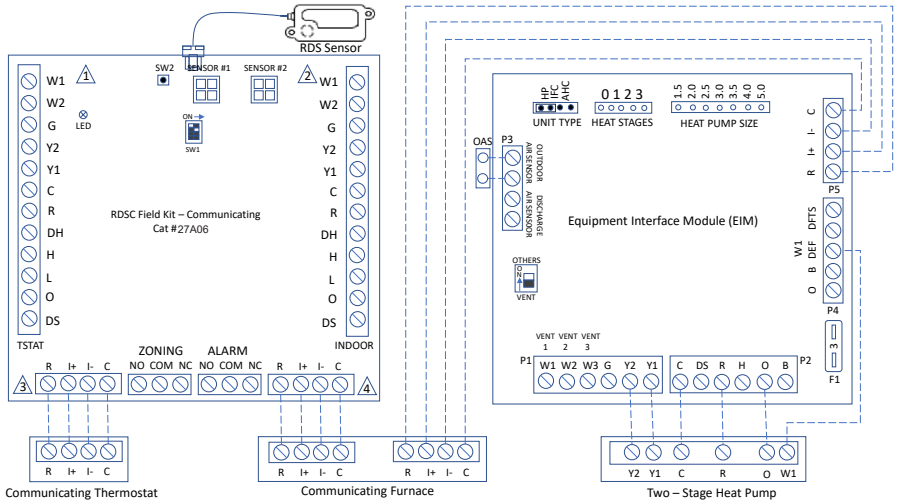 RDS Sensor
1
SW2
SENSOR #1
SENSOR #2
2
W1
W2
G
Y2
Y1
C
R
DH
H
L
O
DS
TSTAT
LED
ON
SW1
RDSC Field Kit – Communicating
Cat #27A06
W1
W2
G
Y2
Y1
C
R
DH
H
L
O
DS
INDOOR
ZONING
ALARM
R I+ I- C
NO COM NC
NO COM NC
R I+ I- C
3
4
R I+ I- C
Communicating Thermostat
R I+ I- C
R I+ I- C
Communicating Furnace
HP
IFC
AHC
UNIT TYPE
0 1 2 3
HEAT STAGES
1.5
2.0
2.5
3.0
3.5
4.0
5.0
HEAT PUMP SIZE
OAS
P3
OUTDOOR
AIR SENSOR
DISCHARGE
AIR SENSOR
C
I-
I+
R
P5
Equipment Interface Module (EIM)
DFTS
W1
DEF
B
O
P4
OTHERS
ON
VENT
3
F1
VENT VENT VENT
1 2 3
P1
W1 W2 W3 G Y2 Y1
C DS R H O B
P2
Y2 Y1 C R O W1
Two – Stage Heat Pump